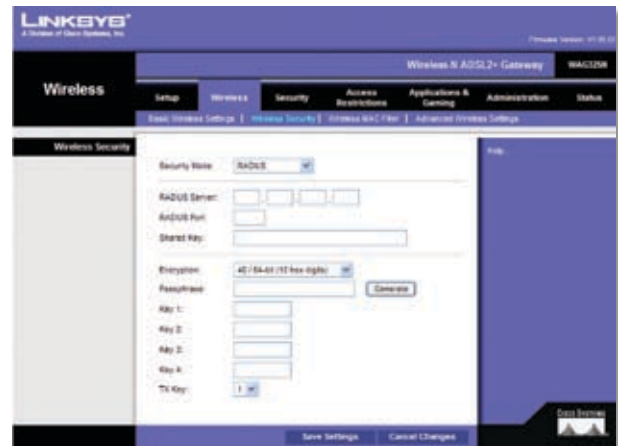 LINKSYS®
A Division of Cisco Systems, Inc.
Firmware Version:
Wireless-N ADSL2+ Gateway WAG325N
Wireless
Setup Wireless Security Access Restrictions Applications & Gaming Administration Status
Basic Wireless Settings | Wireless Security | Wireless MAC Filter | Advanced Wireless Settings
Wireless Security
Help...
Security Mode: RADIUS
RADIUS Server: . . .
RADIUS Port:
Shared Key:
Encryption: 40 / 64-bit (10 hex digits)
Passphrase: Generate
Key 1:
Key 2:
Key 3:
Key 4:
TX Key: 1
Cisco Systems
Save Settings Cancel Changes